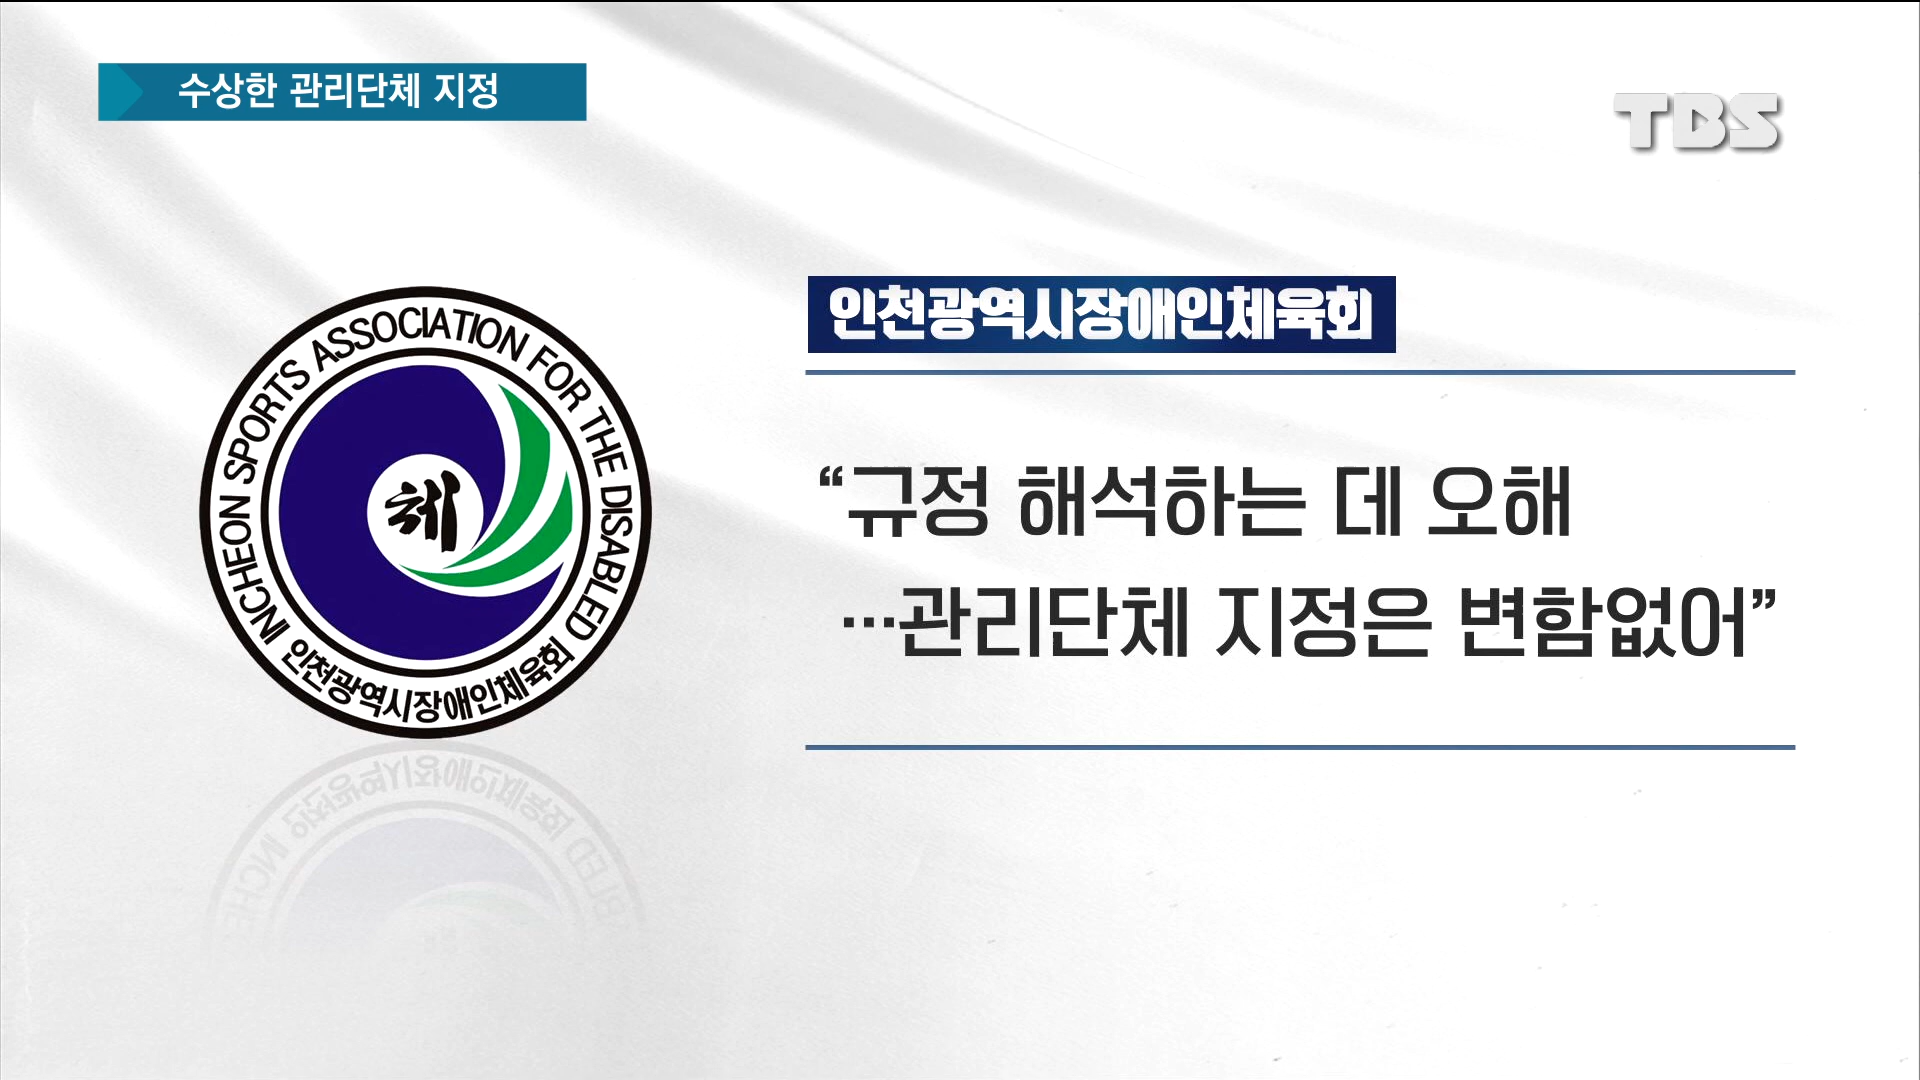 수상한 관리단체 지정
TBS
인천광역시장애인체육회
INCHEON SPORTS ASSOCIATION FOR THE DISABLED
체
인천광역시장애인체육회
“규정 해석하는 데 오해
…관리단체 지정은 변함없어”